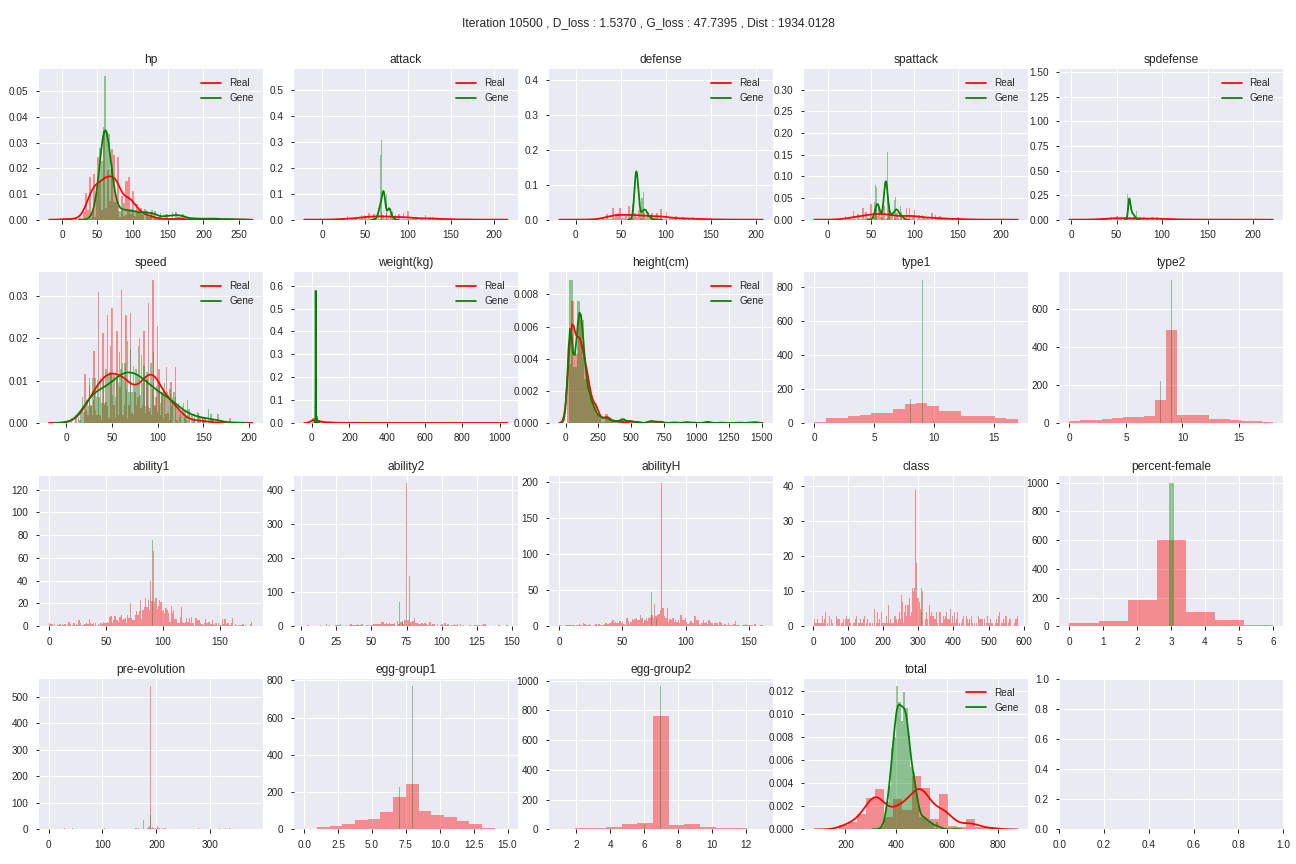 Iteration 10500 , D_loss : 1.5370 , G_loss : 47.7395 , Dist : 1934.0128
hp
attack
defense
spattack
spdefense
Real
Gene
0.05
0.04
0.03
0.02
0.01
0.00
0 50 100 150 200 250
Real
Gene
0.5
0.4
0.3
0.2
0.1
0.0
0 50 100 150 200
Real
Gene
0.4
0.3
0.2
0.1
0.0
0 50 100 150 200
Real
Gene
0.30
0.25
0.20
0.15
0.10
0.05
0.00
0 50 100 150 200
Real
Gene
1.50
1.25
1.00
0.75
0.50
0.25
0.00
0 50 100 150 200
speed
weight(kg)
height(cm)
type1
type2
Real
Gene
0.03
0.02
0.01
0.00
0 50 100 150 200
Real
Gene
0.6
0.5
0.4
0.3
0.2
0.1
0.0
0 200 400 600 800 1000
Real
Gene
0.008
0.006
0.004
0.002
0.000
0 250 500 750 1000 1250 1500
800
600
400
200
0
0 5 10 15
600
400
200
0
0 5 10 15
ability1
ability2
abilityH
class
percent-female
120
100
80
60
40
20
0
0 50 100 150
400
300
200
100
0
0 25 50 75 100 125 150
200
150
100
50
0
0 50 100 150
40
30
20
10
0
0 100 200 300 400 500 600
1000
800
600
400
200
0
0 1 2 3 4 5 6
pre-evolution
egg-group1
egg-group2
total
500
400
300
200
100
0
0 100 200 300
800
600
400
200
0
0.0 2.5 5.0 7.5 10.0 12.5 15.0
1000
800
600
400
200
0
2 4 6 8 10 12
Real
Gene
0.012
0.010
0.008
0.006
0.004
0.002
0.000
200 400 600 800
1.0
0.8
0.6
0.4
0.2
0.0
0.0 0.2 0.4 0.6 0.8 1.0